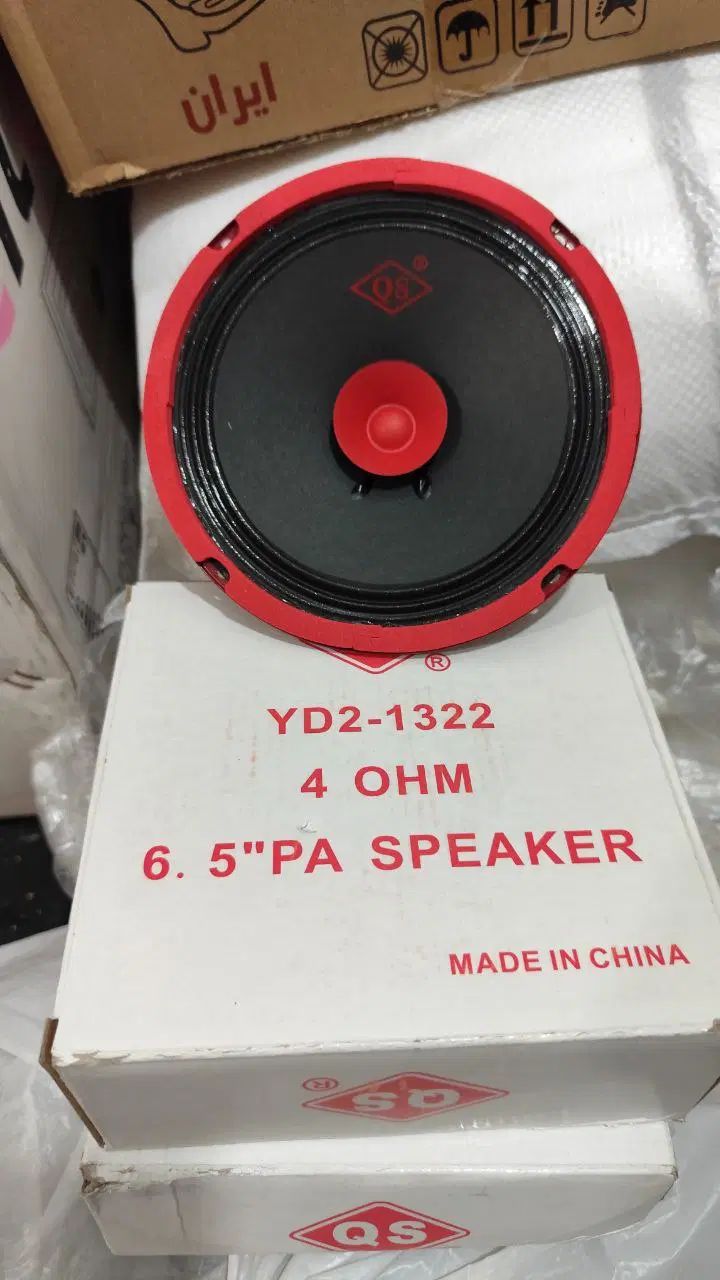 ایران
QS®
®
YD2-1322
4 OHM
6. 5"PA SPEAKER
MADE IN CHINA
QS®
QS